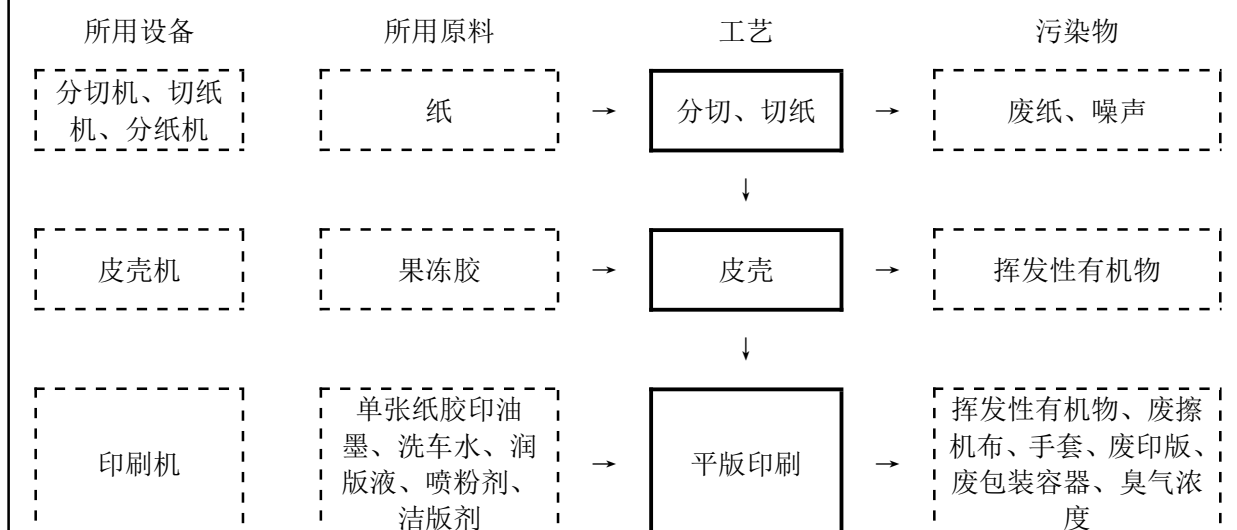 所用设备 所用原料 工艺 污染物
分切机、切纸
机、分纸机
纸 → 分切、切纸 → 废纸、噪声
↓
皮壳机 果冻胶 → 皮壳 → 挥发性有机物
↓
印刷机
单张纸胶印油
墨、洗车水、润
版液、喷粉剂、
洁版剂
→ 平版印刷 →
挥发性有机物、废擦
机布、手套、废印版、
废包装容器、臭气浓
度